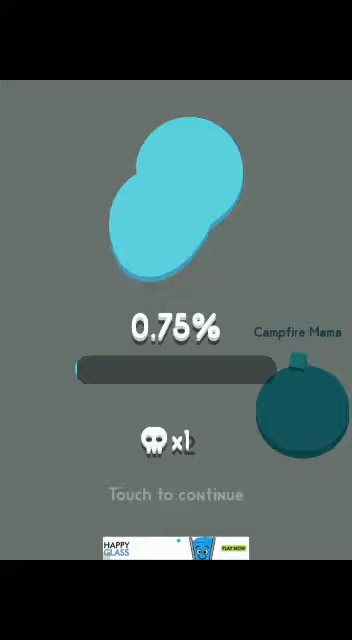 0.75%
Campfire Mama
x1
Touch to continue
HAPPY
GLASS
PLAY NOW